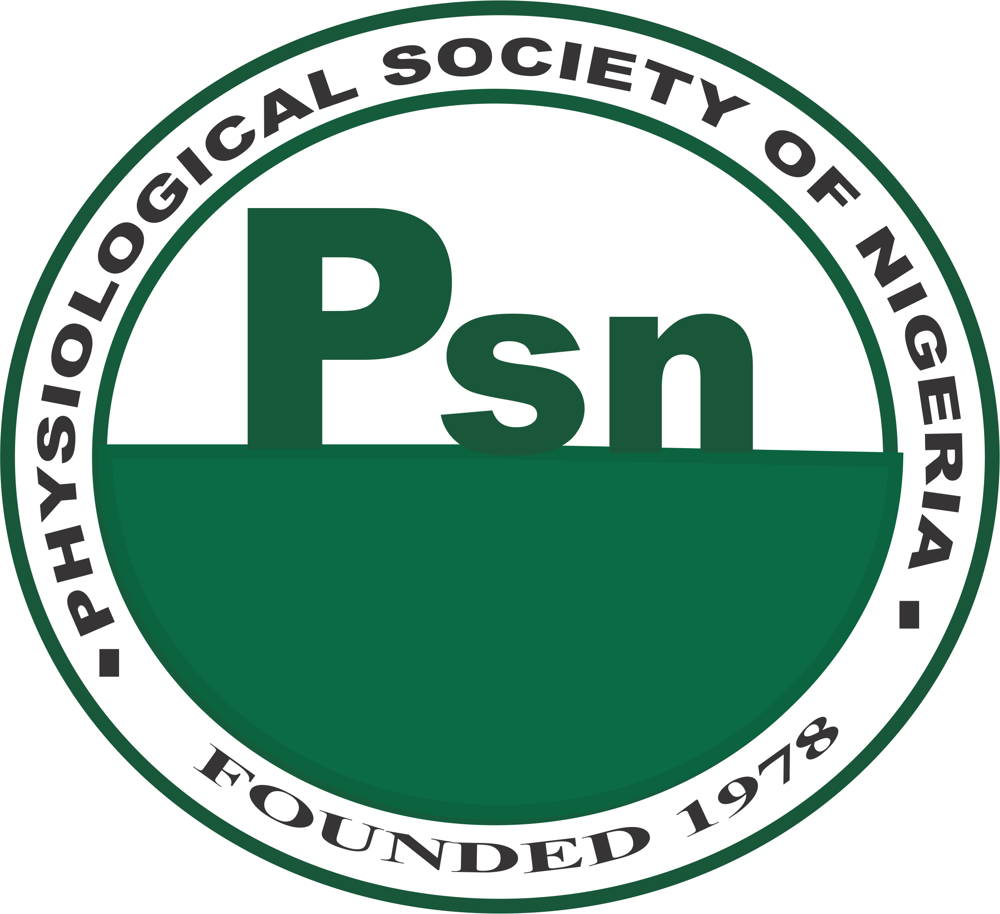 PHYSIOLOGICAL SOCIETY OF NIGERIA
Psn
FOUNDED 1978